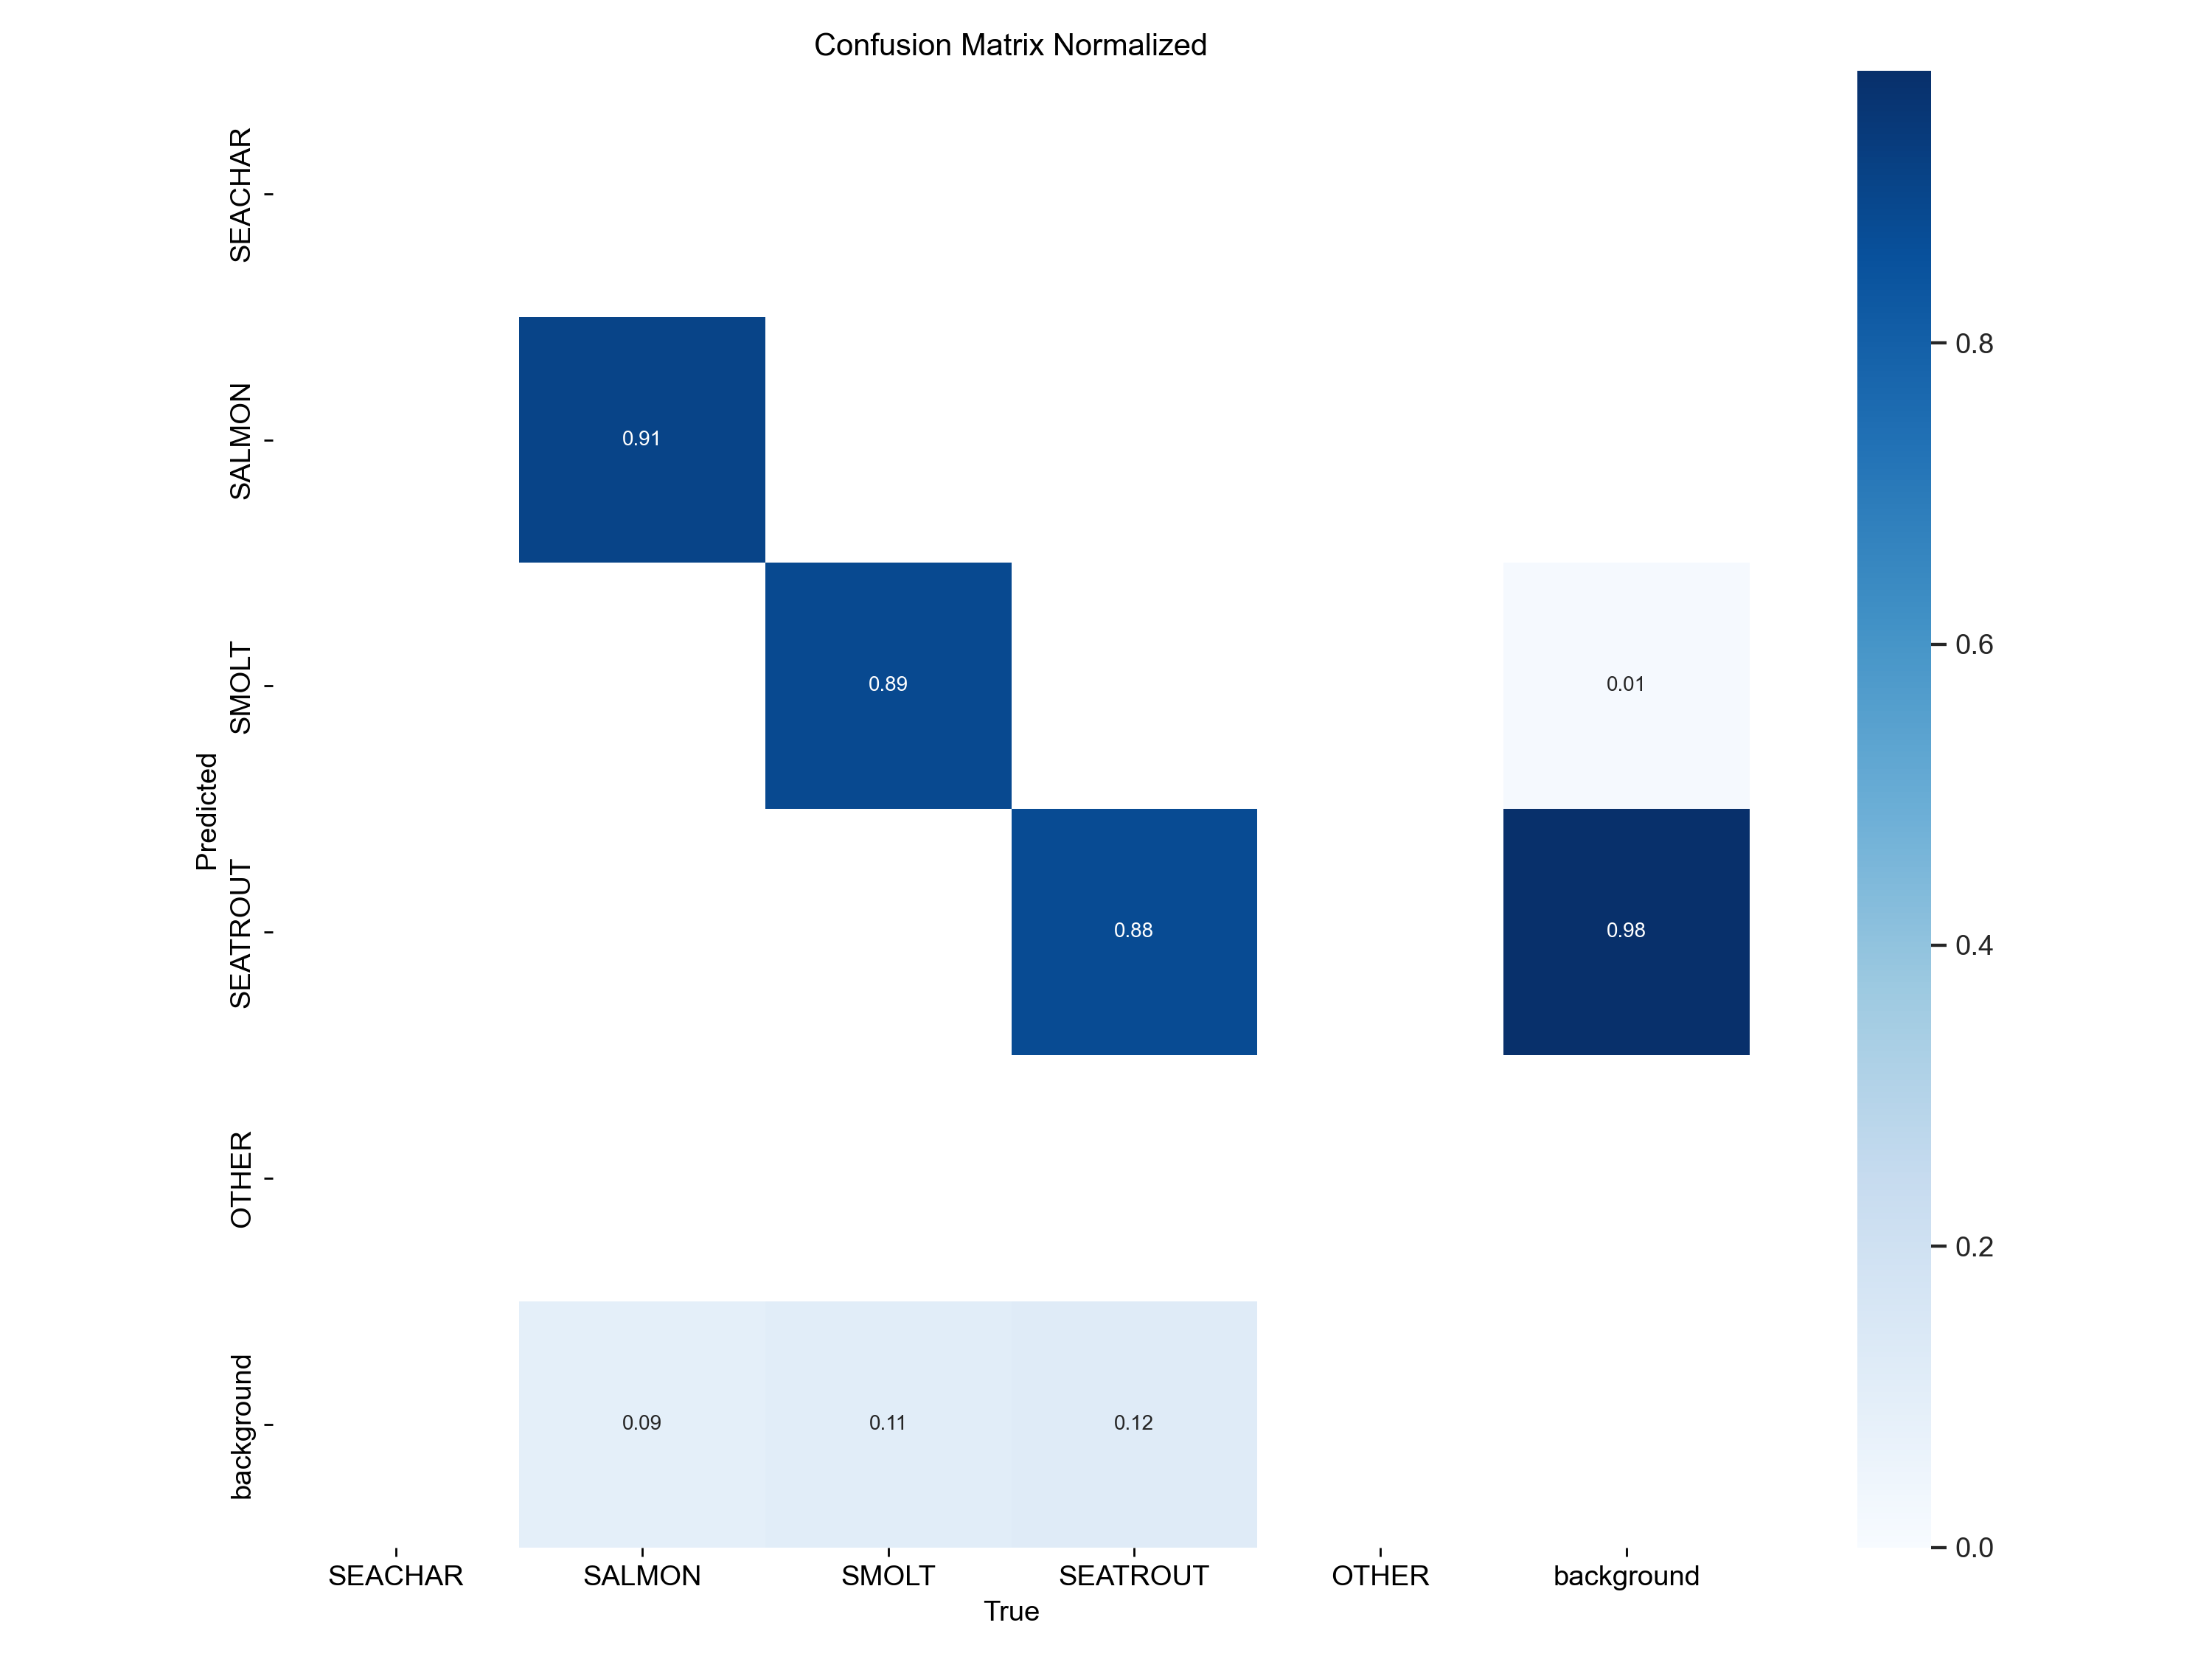 Confusion Matrix Normalized
SEACHAR
SALMON
SMOLT
SEATROUT
OTHER
background
Predicted
0.91
0.89
0.01
0.88
0.98
0.09
0.11
0.12
SEACHAR
SALMON
SMOLT
SEATROUT
OTHER
background
True
0.8
0.6
0.4
0.2
0.0